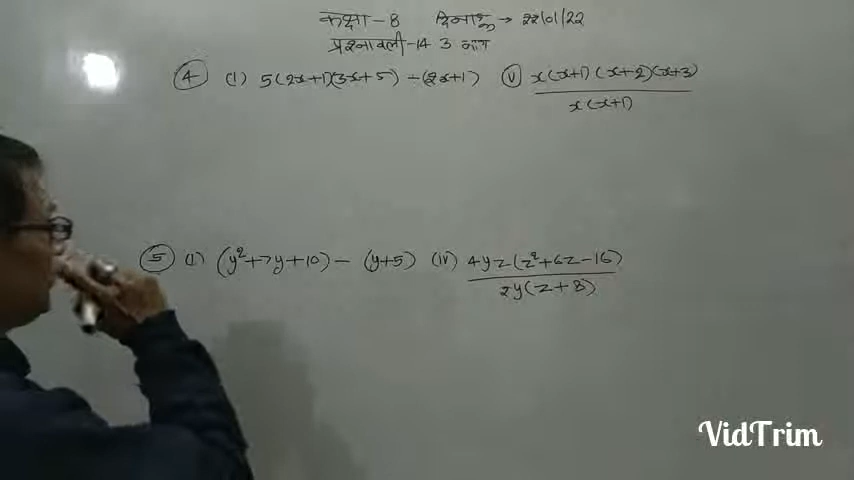 कक्षा - 8 दिनाङ्क → 22/01/22
प्रश्नावली - 14.3 भाग
④ (i) 5(2x+1)(3x+5) ÷ (2x+1) (v) x(x+1)(x+2)(x+3)
x(x+1)
⑤ (i) (y²+7y+10) ÷ (y+5) (iv) 4yz(z²+6z-16)
2y(z+8)
VidTrim